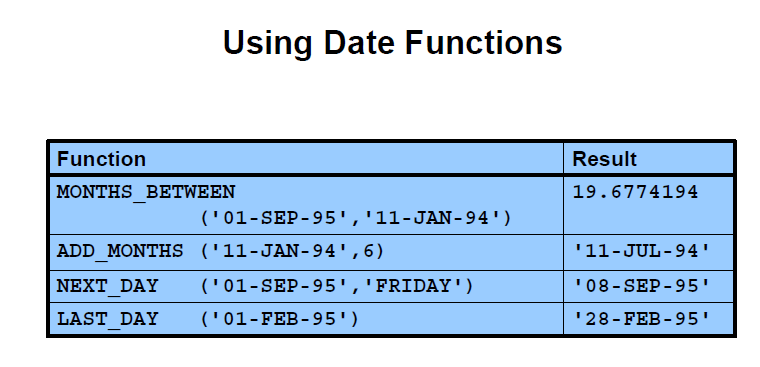 Using Date Functions
Function Result
MONTHS_BETWEEN 19.6774194
('01-SEP-95','11-JAN-94')
ADD_MONTHS ('11-JAN-94',6) '11-JUL-94'
NEXT_DAY ('01-SEP-95','FRIDAY') '08-SEP-95'
LAST_DAY ('01-FEB-95') '28-FEB-95'